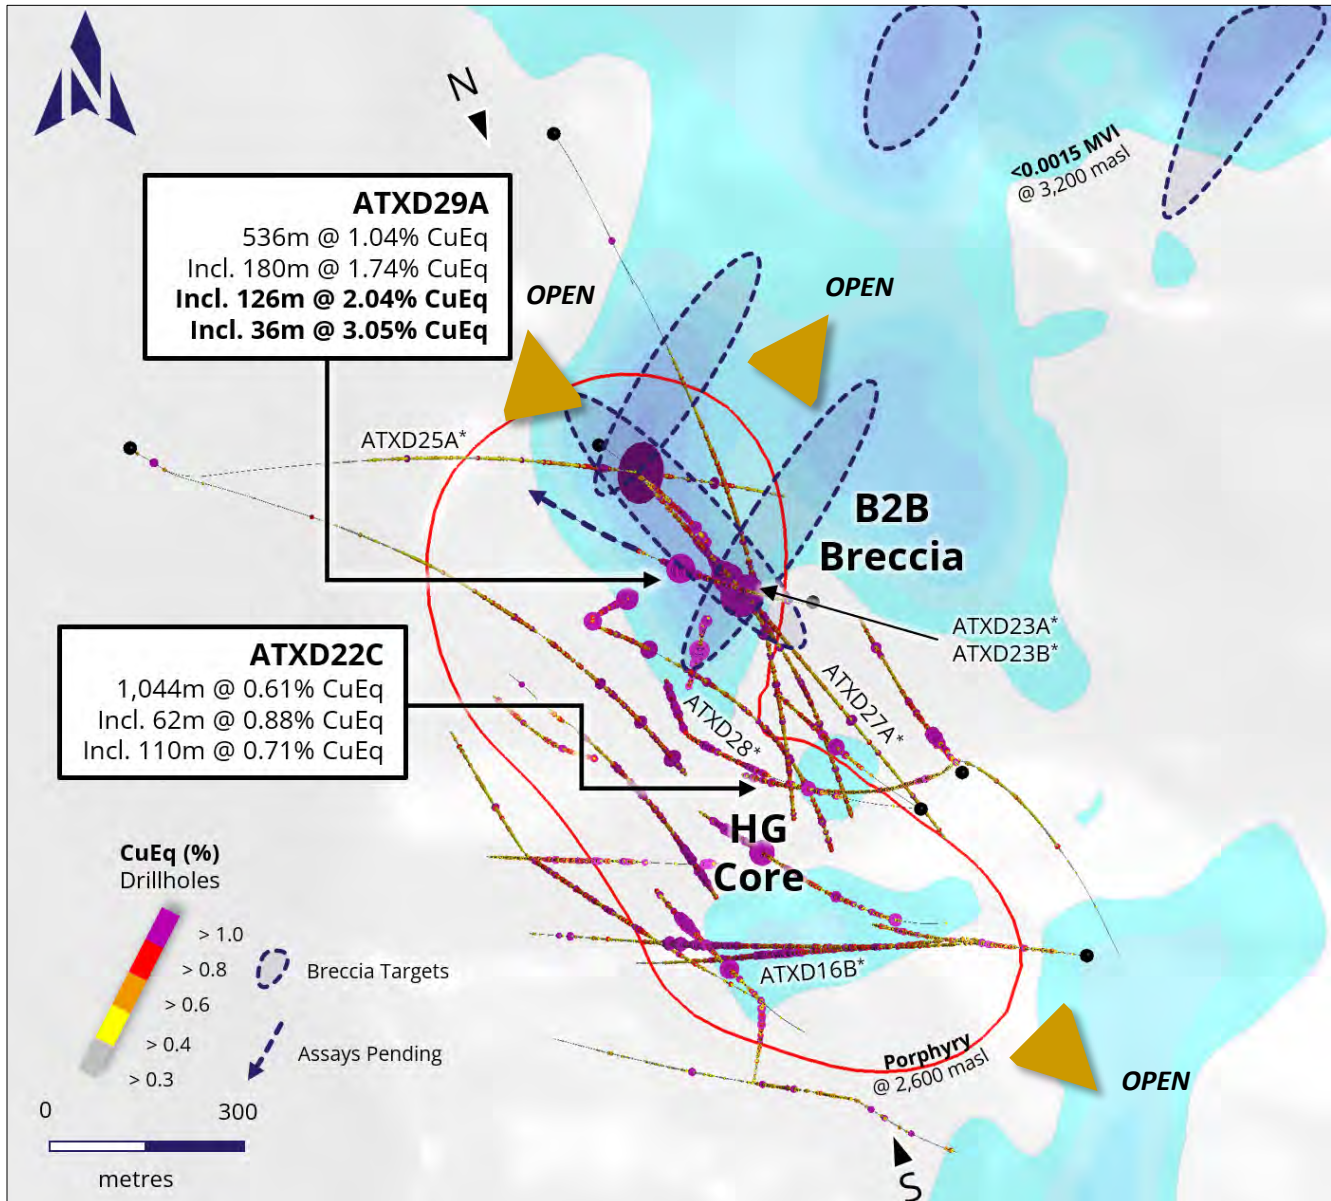 N
N
<0.0015 MVI
@ 3,200 masl
ATXD29A
536m @ 1.04% CuEq
Incl. 180m @ 1.74% CuEq
Incl. 126m @ 2.04% CuEq
Incl. 36m @ 3.05% CuEq
OPEN
OPEN
ATXD25A*
B2B
Breccia
ATXD23A*
ATXD23B*
ATXD22C
1,044m @ 0.61% CuEq
Incl. 62m @ 0.88% CuEq
Incl. 110m @ 0.71% CuEq
ATXD27A*
ATXD28*
HG
Core
ATXD16B*
CuEq (%)
Drillholes
> 1.0
> 0.8
> 0.6
> 0.4
> 0.3
Breccia Targets
Assays Pending
Porphyry
@ 2,600 masl
OPEN
0
300
metres
S